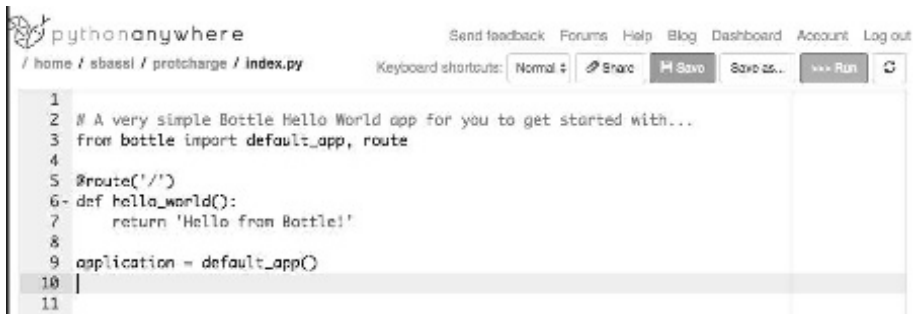 pythonanywhere
Send feedback Forums Help Blog Dashboard Account Log out
/ home / sbassi / protcharge / index.py
Keyboard shortcuts: Normal Share Save Save as... >>> Run
1
2 # A very simple Bottle Hello World app for you to get started with...
3 from bottle import default_app, route
4
5 @route('/')
6 def hello_world():
7 return 'Hello from Bottle!'
8
9 application = default_app()
10
11